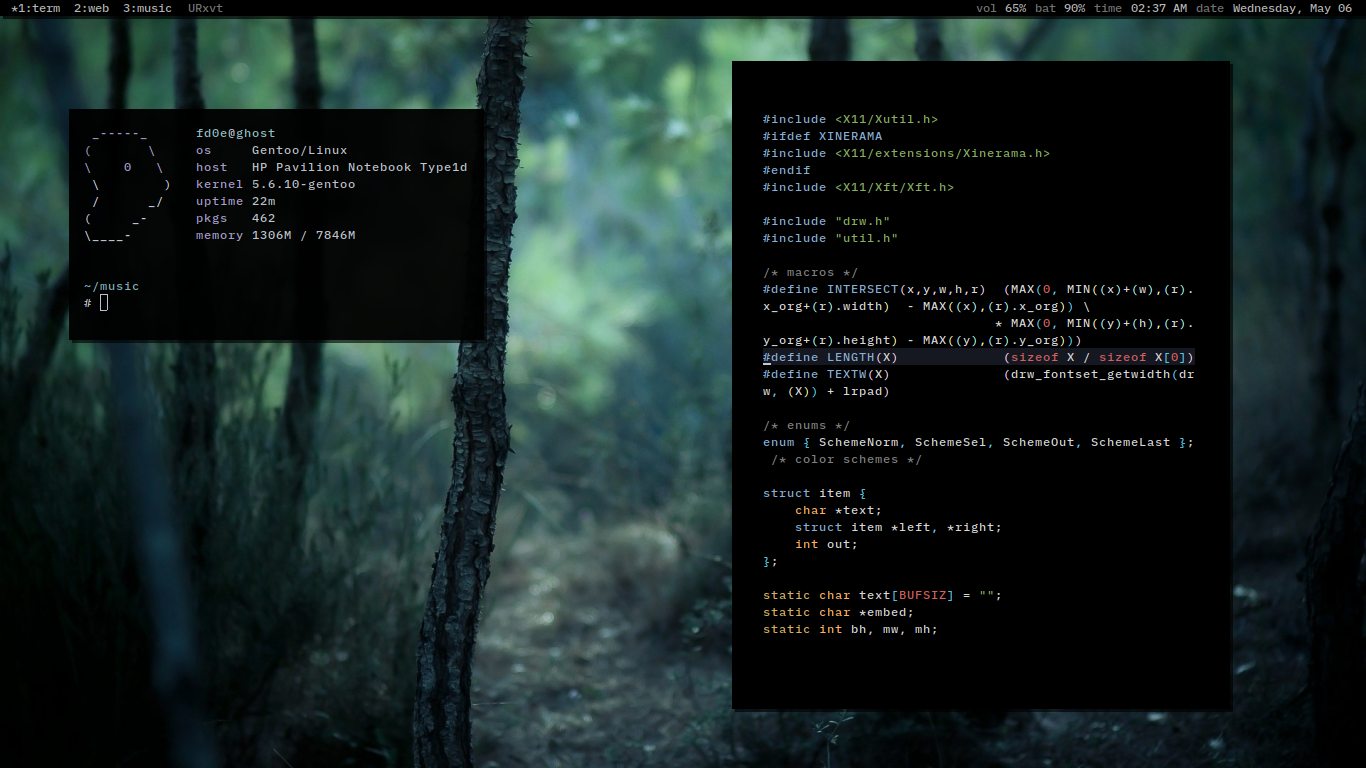 *1:term 2:web 3:music URxvt vol 65% bat 90% time 02:37 AM date Wednesday, May 06
 _-----_      fd0e@ghost
(       \     os     Gentoo/Linux
\    0   \    host   HP Pavilion Notebook Type1d
 \        )   kernel 5.6.10-gentoo
 /      _/    uptime 22m
(     _-      pkgs   462
\____-        memory 1306M / 7846M
~/music
#
#include <X11/Xutil.h>
#ifdef XINERAMA
#include <X11/extensions/Xinerama.h>
#endif
#include <X11/Xft/Xft.h>
#include "drw.h"
#include "util.h"
/* macros */
#define INTERSECT(x,y,w,h,r)  (MAX(0, MIN((x)+(w),(r).
x_org+(r).width)  - MAX((x),(r).x_org)) \
                             * MAX(0, MIN((y)+(h),(r).
y_org+(r).height) - MAX((y),(r).y_org)))
#define LENGTH(X)             (sizeof X / sizeof X[0])
#define TEXTW(X)              (drw_fontset_getwidth(dr
w, (X)) + lrpad)
/* enums */
enum { SchemeNorm, SchemeSel, SchemeOut, SchemeLast };
 /* color schemes */
struct item {
    char *text;
    struct item *left, *right;
    int out;
};
static char text[BUFSIZ] = "";
static char *embed;
static int bh, mw, mh;